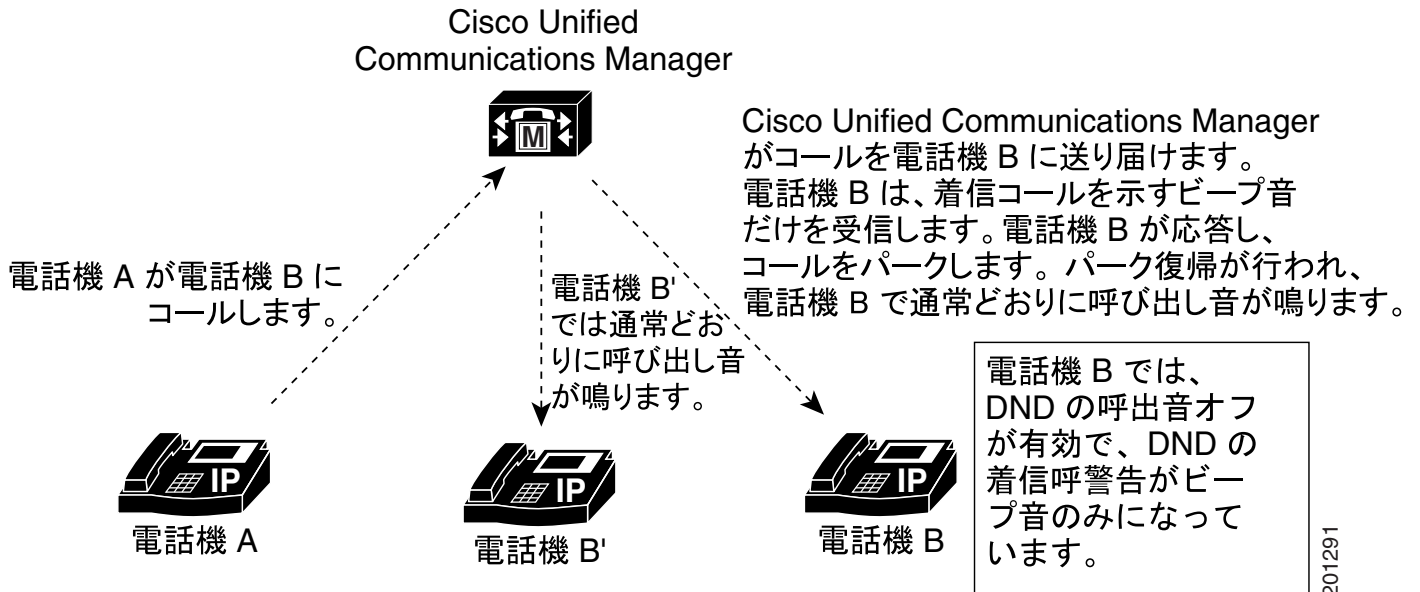 Cisco Unified
Communications Manager
M
Cisco Unified Communications Manager
がコールを電話機 B に送り届けます。
電話機 B は、着信コールを示すビープ音
だけを受信します。電話機 B が応答し、
コールをパークします。パーク復帰が行われ、
電話機 B で通常どおりに呼び出し音が鳴ります。
電話機 A が電話機 B に
コールします。
電話機 B'
では通常どお
りに呼び出し音
が鳴ります。
電話機 B では、
DND の呼出音オフ
が有効で、DND の
着信呼警告がビー
プ音のみになって
います。
IP
電話機 A
IP
電話機 B'
IP
電話機 B
201291